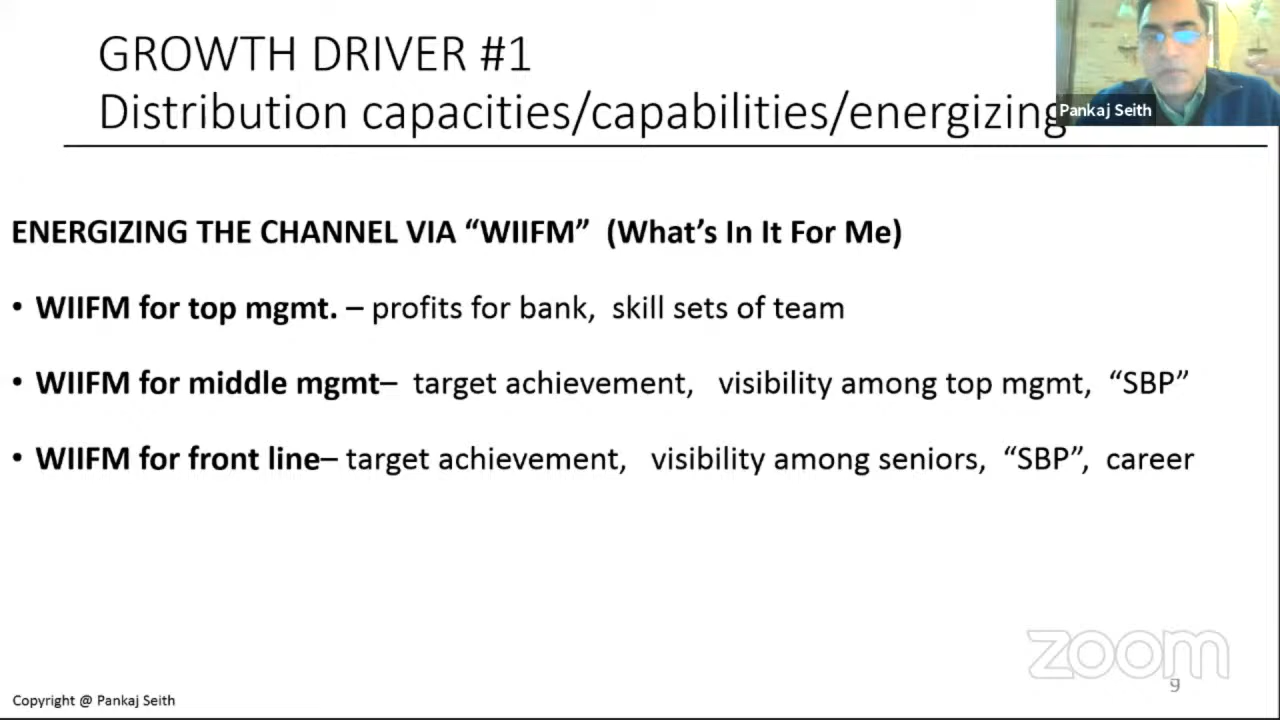 GROWTH DRIVER #1
Distribution capacities/capabilities/energizing
Pankaj Seith
ENERGIZING THE CHANNEL VIA “WIIFM” (What’s In It For Me)
• WIIFM for top mgmt. – profits for bank, skill sets of team
• WIIFM for middle mgmt– target achievement, visibility among top mgmt, “SBP”
• WIIFM for front line– target achievement, visibility among seniors, “SBP”, career
zoom
9
Copyright @ Pankaj Seith